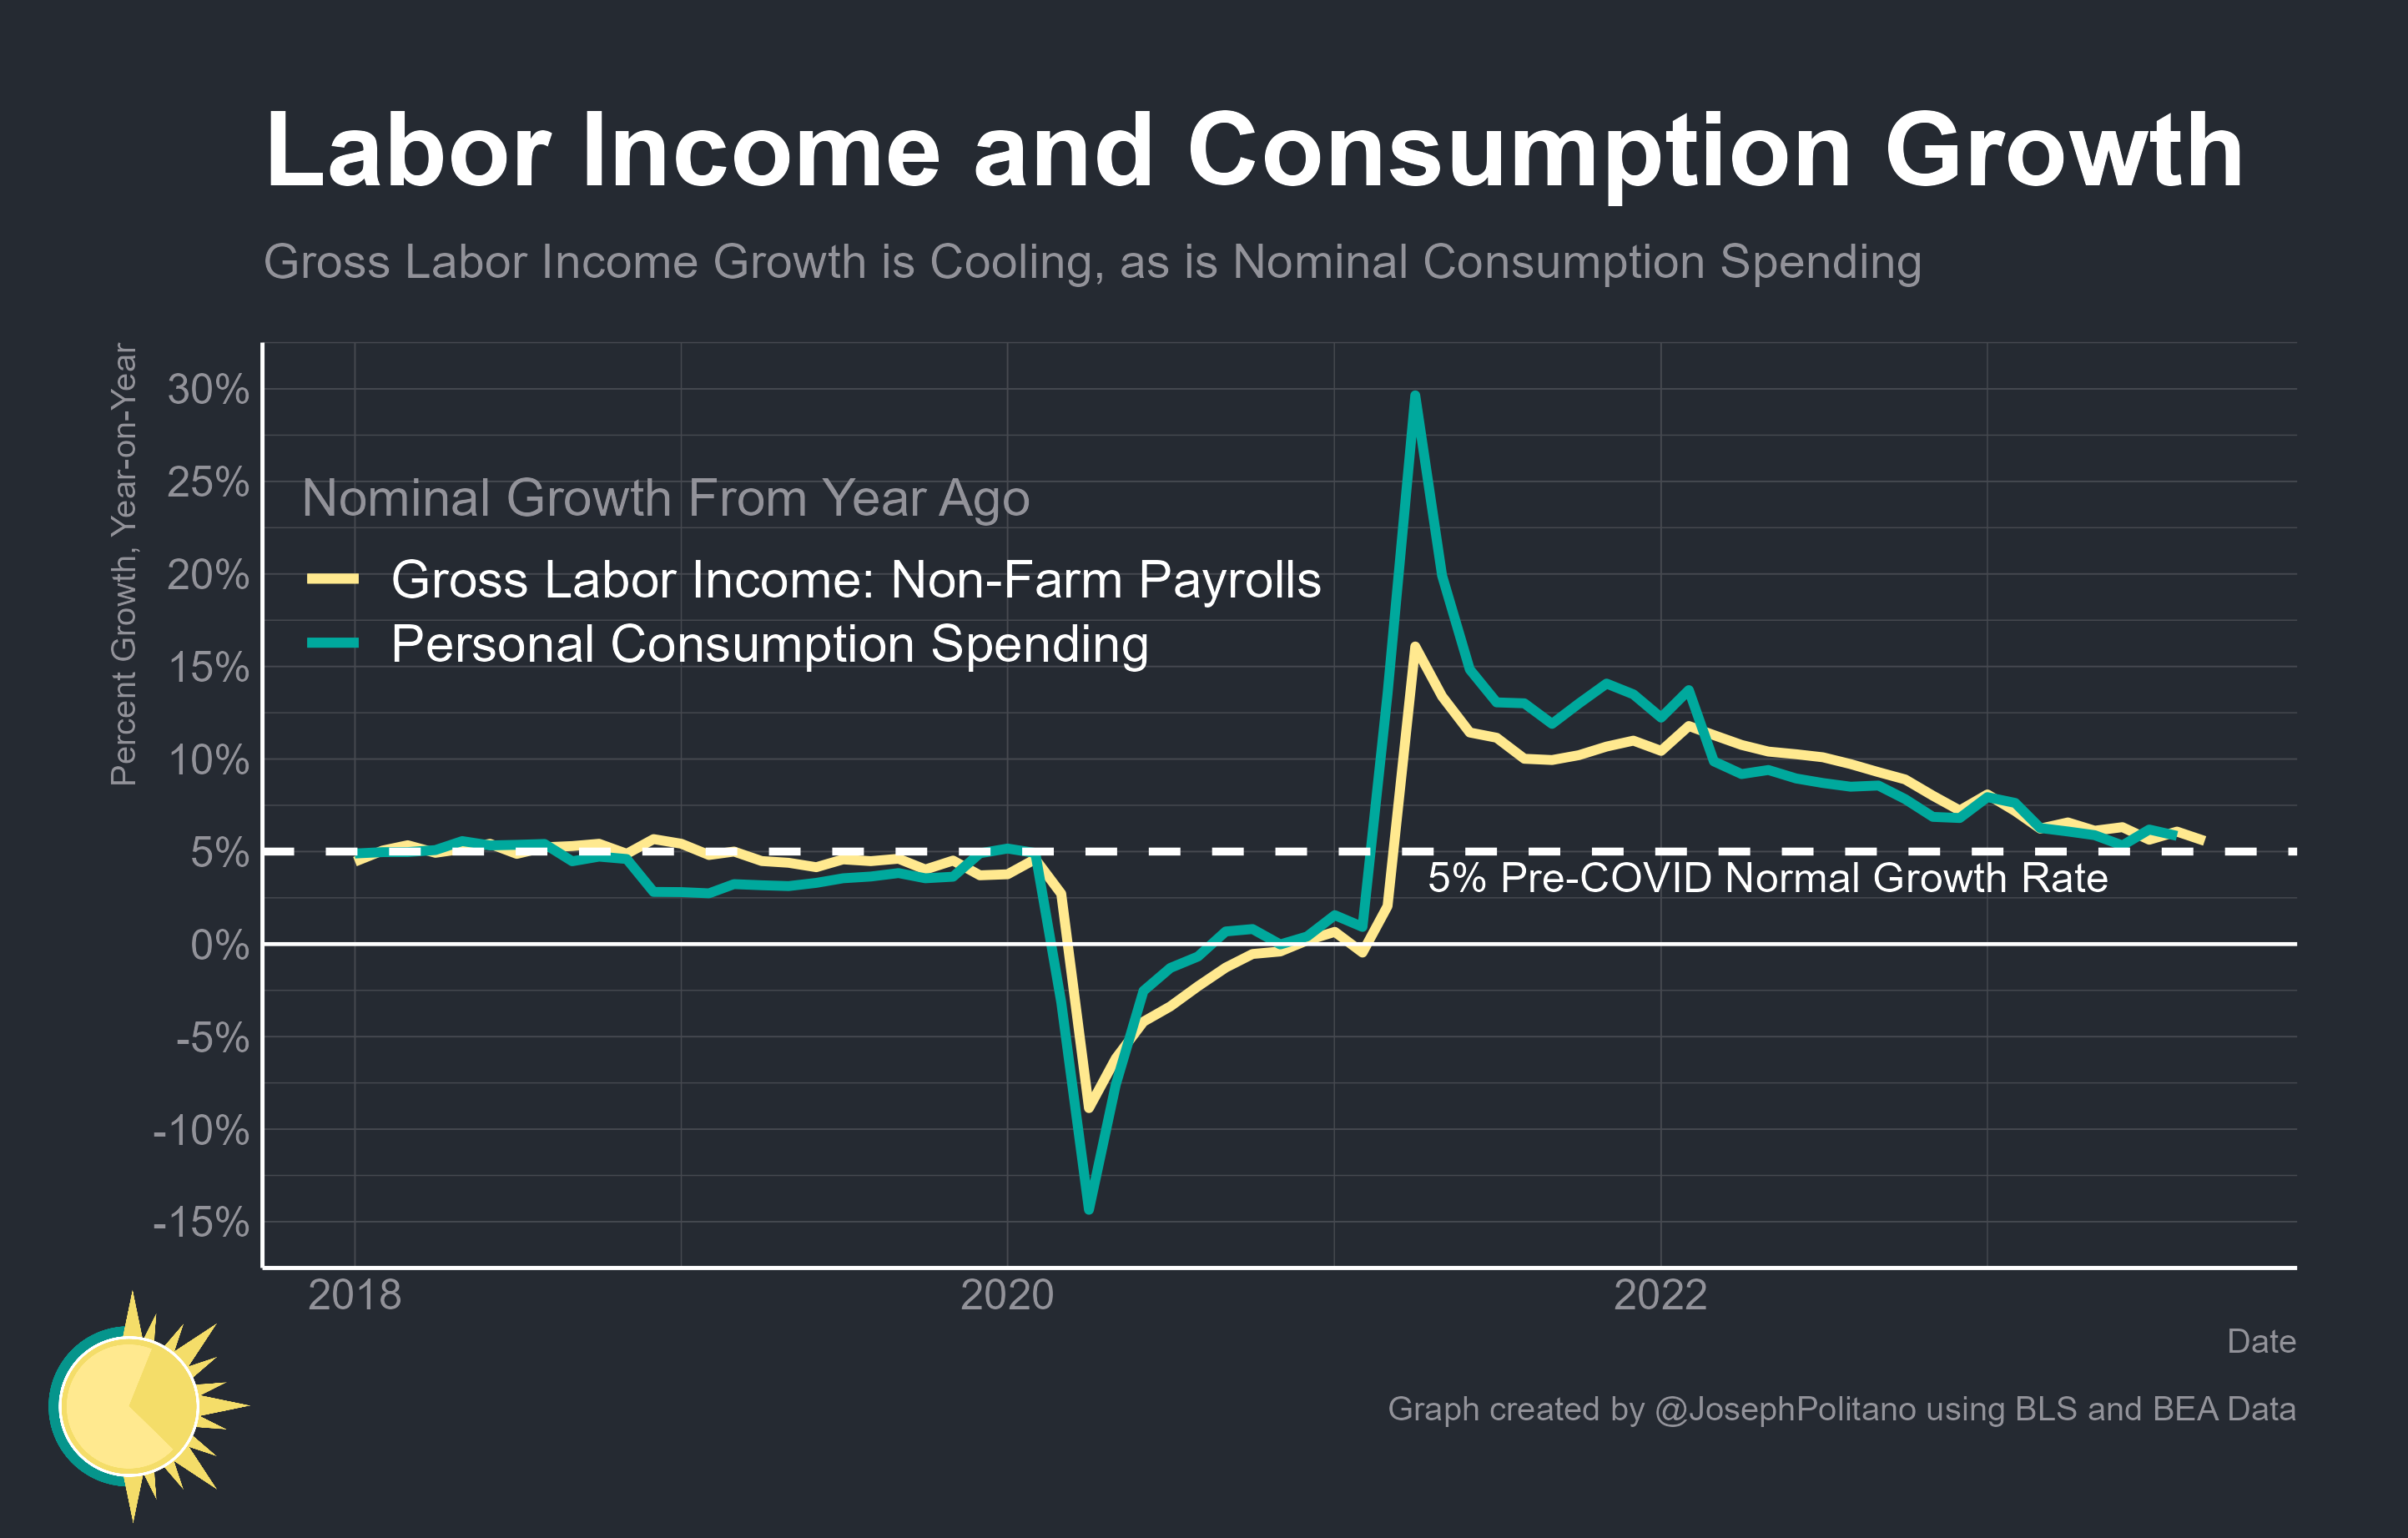 Labor Income and Consumption Growth
Gross Labor Income Growth is Cooling, as is Nominal Consumption Spending
Percent Growth, Year-on-Year
30%
25%
20%
15%
10%
5%
0%
-5%
-10%
-15%
Nominal Growth From Year Ago
Gross Labor Income: Non-Farm Payrolls
Personal Consumption Spending
5% Pre-COVID Normal Growth Rate
2018
2020
2022
Date
Graph created by @JosephPolitano using BLS and BEA Data